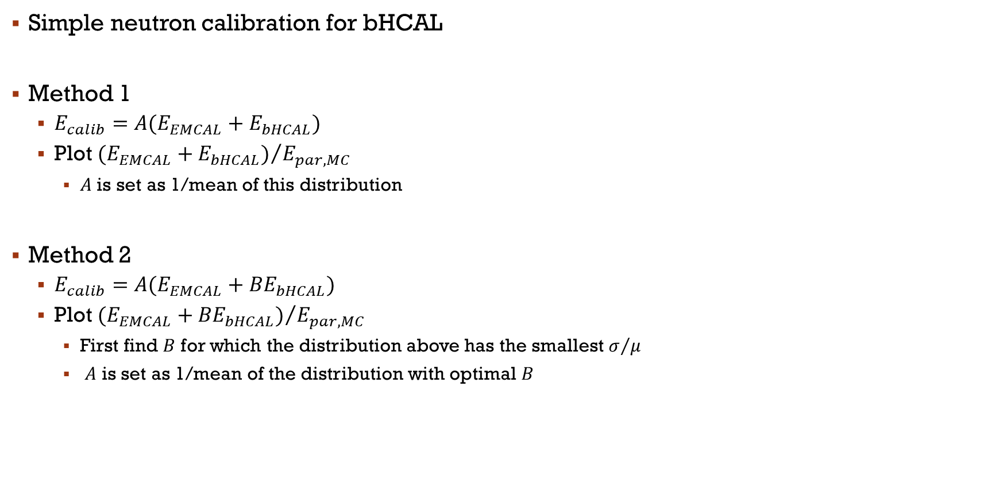 ▪ Simple neutron calibration for bHCAL
▪ Method 1
▪ $E_{calib} = A(E_{EMCAL} + E_{bHCAL})$
▪ Plot $(E_{EMCAL} + E_{bHCAL})/E_{par,MC}$
▪ $A$ is set as 1/mean of this distribution
▪ Method 2
▪ $E_{calib} = A(E_{EMCAL} + BE_{bHCAL})$
▪ Plot $(E_{EMCAL} + BE_{bHCAL})/E_{par,MC}$
▪ First find $B$ for which the distribution above has the smallest $σ/μ$
▪ $A$ is set as 1/mean of the distribution with optimal $B$